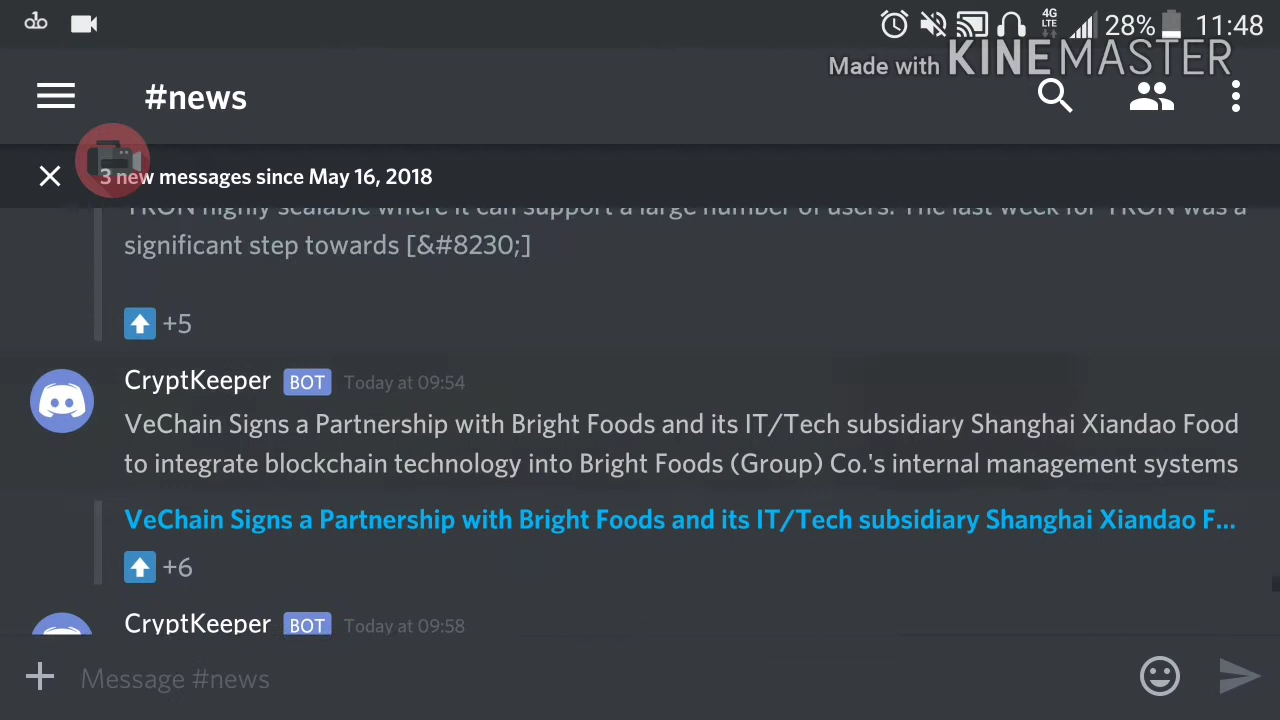 4G
LTE
28%
11:48
Made with KINEMASTER
#news
3 new messages since May 16, 2018
TRON highly scalable where it can support a large number of users. The last week for TRON was a
significant step towards [&#8230;]
+5
CryptKeeper BOT Today at 09:54
VeChain Signs a Partnership with Bright Foods and its IT/Tech subsidiary Shanghai Xiandao Food
to integrate blockchain technology into Bright Foods (Group) Co.'s internal management systems
VeChain Signs a Partnership with Bright Foods and its IT/Tech subsidiary Shanghai Xiandao F...
+6
CryptKeeper BOT Today at 09:58
Message #news